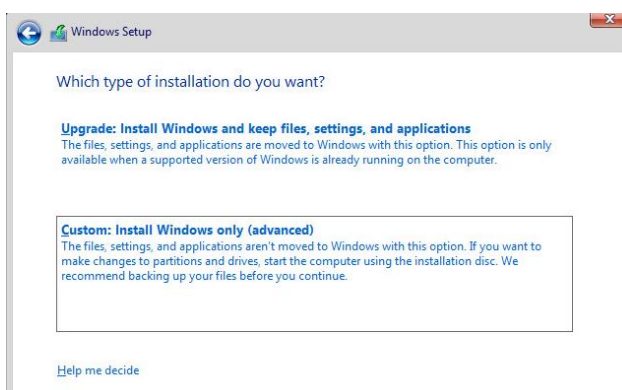 Windows Setup
Which type of installation do you want?
Upgrade: Install Windows and keep files, settings, and applications
The files, settings, and applications are moved to Windows with this option. This option is only
available when a supported version of Windows is already running on the computer.
Custom: Install Windows only (advanced)
The files, settings, and applications aren't moved to Windows with this option. If you want to
make changes to partitions and drives, start the computer using the installation disc. We
recommend backing up your files before you continue.
Help me decide